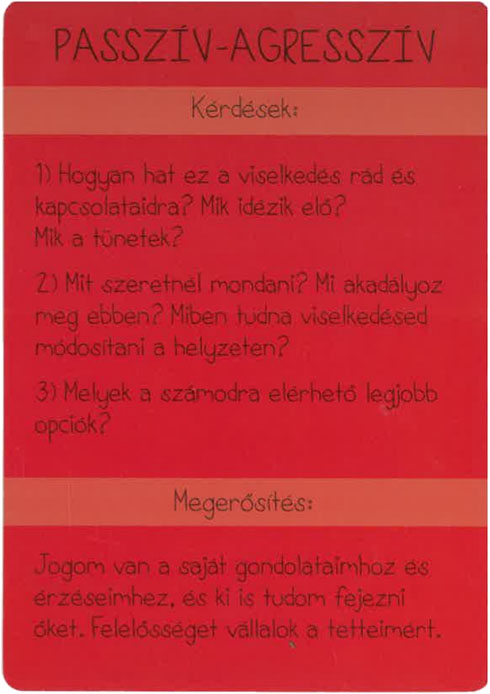 PASSZÍV-AGRESSZÍV
Kérdések:
1) Hogyan hat ez a viselkedés rád és
kapcsolataidra? Mik idézik elő?
Mik a tünetek?
2) Mit szeretnél mondani? Mi akadályoz
meg ebben? Miben tudna viselkedésed
módosítani a helyzeten?
3) Melyek a számodra elérhető legjobb
opciók?
Megerősítés:
Jogom van a saját gondolataimhoz és
érzéseimhez, és ki is tudom fejezni
őket. Felelősséget vállalok a tetteimért.